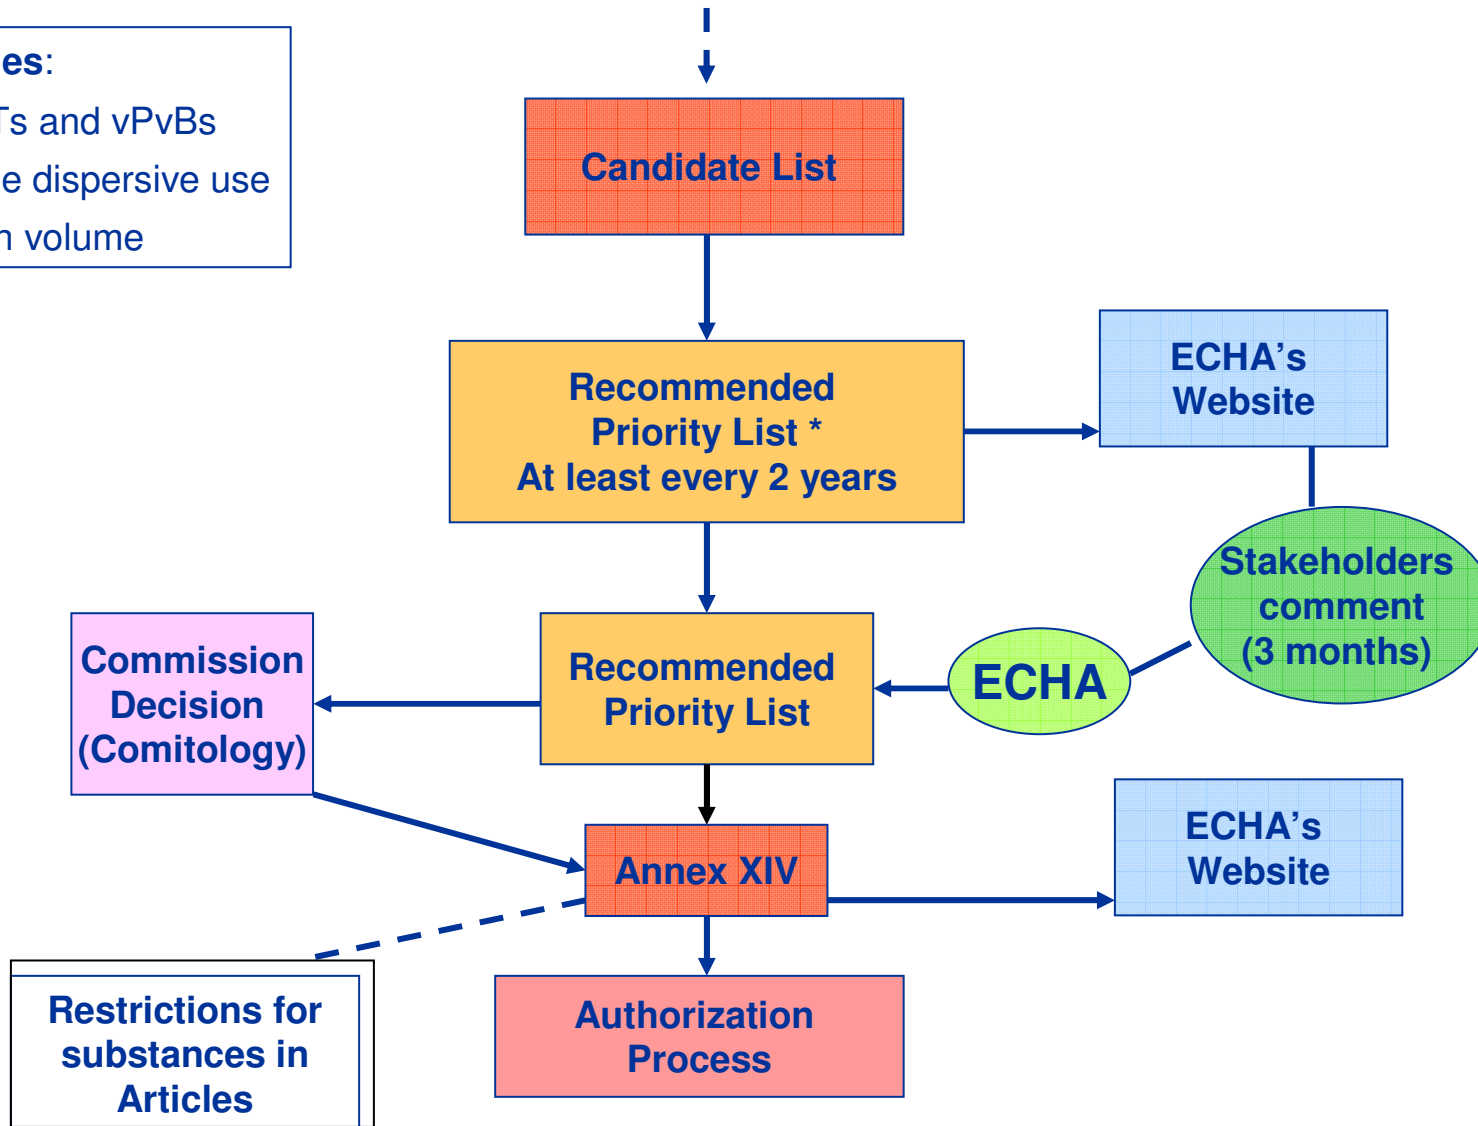 es:
Ts and vPvBs
e dispersive use
volume
Candidate List
Recommended
Priority List *
At least every 2 years
ECHA’s
Website
Stakeholders
comment
(3 months)
Commission
Decision
(Comitology)
Recommended
Priority List
ECHA
Annex XIV
ECHA’s
Website
Restrictions for
substances in
Articles
Authorization
Process